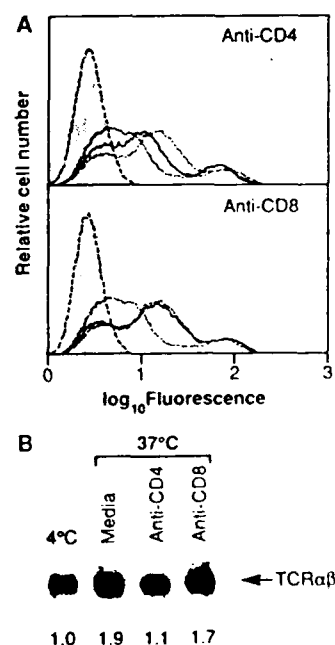 A
Anti-CD4
Anti-CD8
Relative cell number
0 1 2 3
log10Fluorescence
B
37°C
4°C Media Anti-CD4 Anti-CD8
TCRαβ
1.0 1.9 1.1 1.7